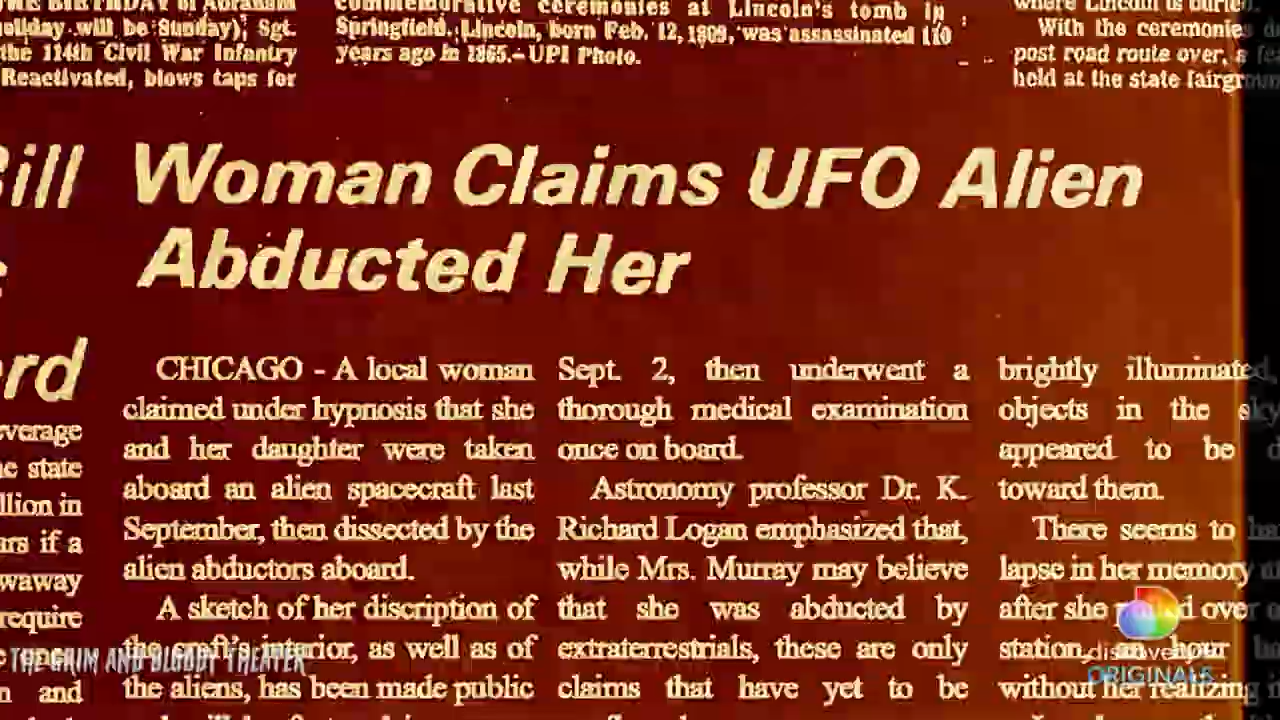 THE BIRTHDAY of Abraham
holiday will be Sunday), Sgt.
the 114th Civil War Infantry
Reactivated, blows taps for
commemorative ceremonies at Lincoln's tomb in
Springfield. Lincoln, born Feb. 12, 1809, was assassinated 110
years ago in 1865.—UPI Photo.
where Lincoln is buried.
With the ceremonies
post road route over, a
held at the state fairgr
Bill
rd
everage
e state
llion in
ars if a
waway
require
n and
Woman Claims UFO Alien
Abducted Her
CHICAGO - A local woman
claimed under hypnosis that she
and her daughter were taken
aboard an alien spacecraft last
September, then dissected by the
alien abductors aboard.
A sketch of her discription of
the craft's interior, as well as of
the aliens, has been made public
Sept. 2, then underwent a
thorough medical examination
once on board.
Astronomy professor Dr. K.
Richard Logan emphasized that,
while Mrs. Murray may believe
that she was abducted by
extraterrestrials, these are only
claims that have yet to be
brightly illuminated,
objects in the sky
appeared to be
toward them.
There seems to
lapse in her memory
after she over
station, an hour
without her realizing
THE GRIM AND BLOODY THEATER
discovery
ORIGINALS